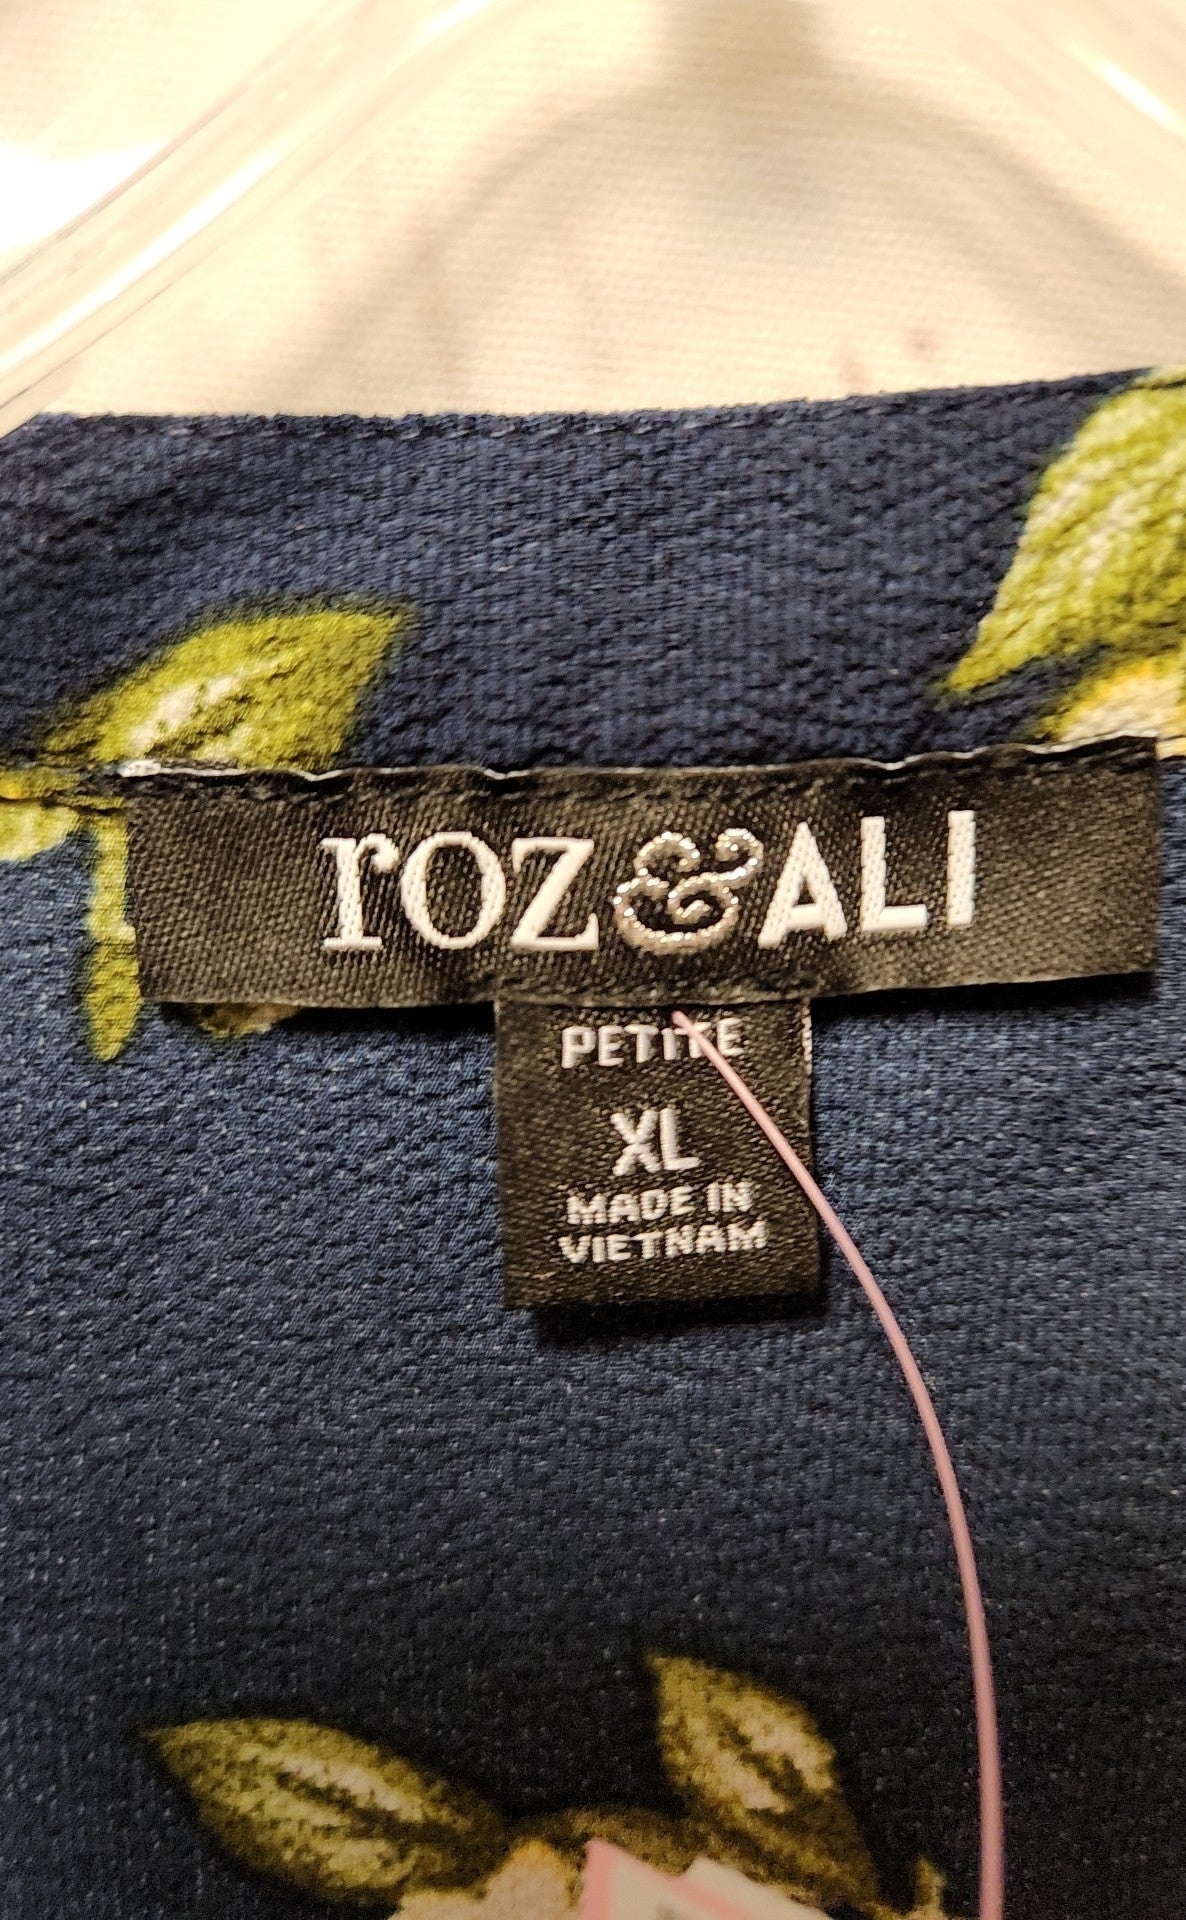 roz&ALI
PETITE
XL
MADE IN
VIETNAM